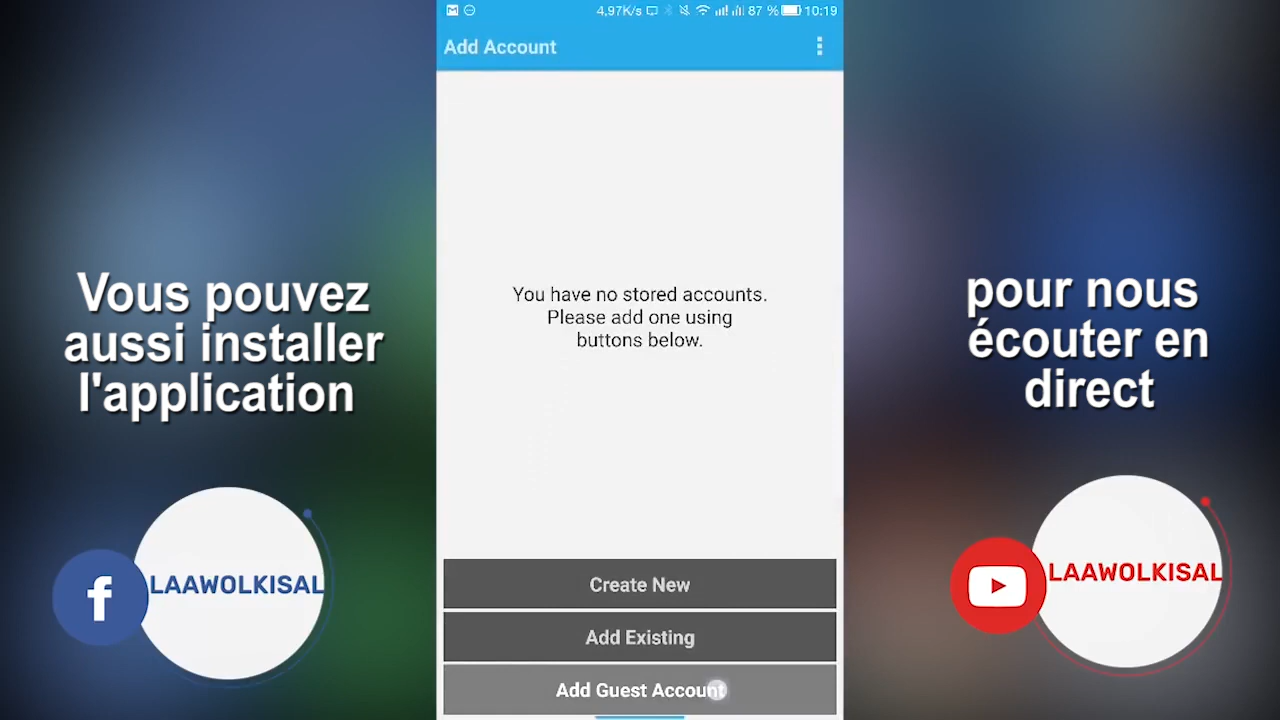 4,97K/s 87 % 10:19
Add Account
Vous pouvez
aussi installer
l'application
You have no stored accounts.
Please add one using
buttons below.
pour nous
écouter en
direct
f LAAWOLKISAL
LAAWOLKISAL
Create New
Add Existing
Add Guest Account